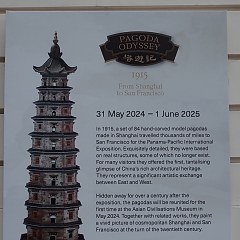 PAGODA
ODYSSEY
1915
From Shanghai
to San Francisco
31 May 2024 – 1 June 2025
In 1915, a set of 84 hand-carved model pagodas
made in Shanghai travelled thousands of miles to
San Francisco for the Panama-Pacific International
Exposition. Exquisitely detailed, they were based
on real structures, some of which no longer exist.
For many visitors they offered the first, tantalising
glimpse of China's rich architectural heritage.
They represent a significant artistic exchange
between East and West.
Hidden away for over a century after the
exposition, the pagodas will be reunited for the
first time at the Asian Civilisations Museum in
May 2024. Together with related works, they paint
a vivid picture of cosmopolitan Shanghai and San
Francisco at the turn of the twentieth century.